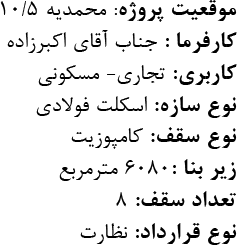 موقعیت پروژه: محمدیه ۱۰/۵
کارفرما : جناب آقای اکبرزاده
کاربری: تجاری- مسکونی
نوع سازه: اسکلت فولادی
نوع سقف: کامپوزیت
زیر بنا :۶۰۸۰ مترمربع
تعداد سقف: ۸
نوع قرارداد: نظارت